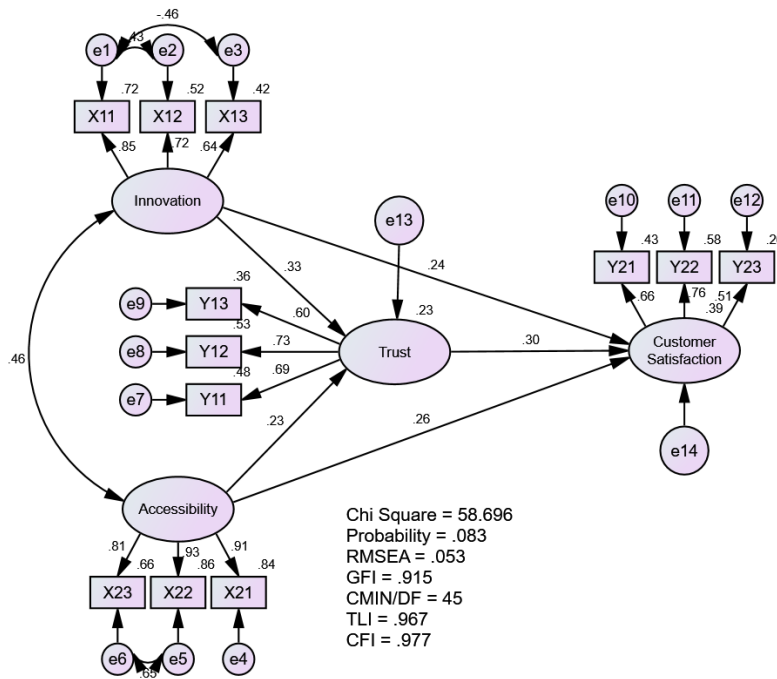 -.46
.43
e1 e2 e3
.72 .52 .42
X11 X12 X13
.85 .72 .64
Innovation
e10 e11 e12
.43 .58 .26
Y21 Y22 Y23
.66 .76 .51
.39
Customer
Satisfaction
e14
e13
.24
.33
.23
Trust
.30
.36
e9 Y13 .60
.53
e8 Y12 .73
.48
e7 Y11 .69
.46
.23
.26
Accessibility
.81 .93 .91
.66 .86 .84
X23 X22 X21
e6 e5 e4
.65
Chi Square = 58.696
Probability = .083
RMSEA = .053
GFI = .915
CMIN/DF = 45
TLI = .967
CFI = .977